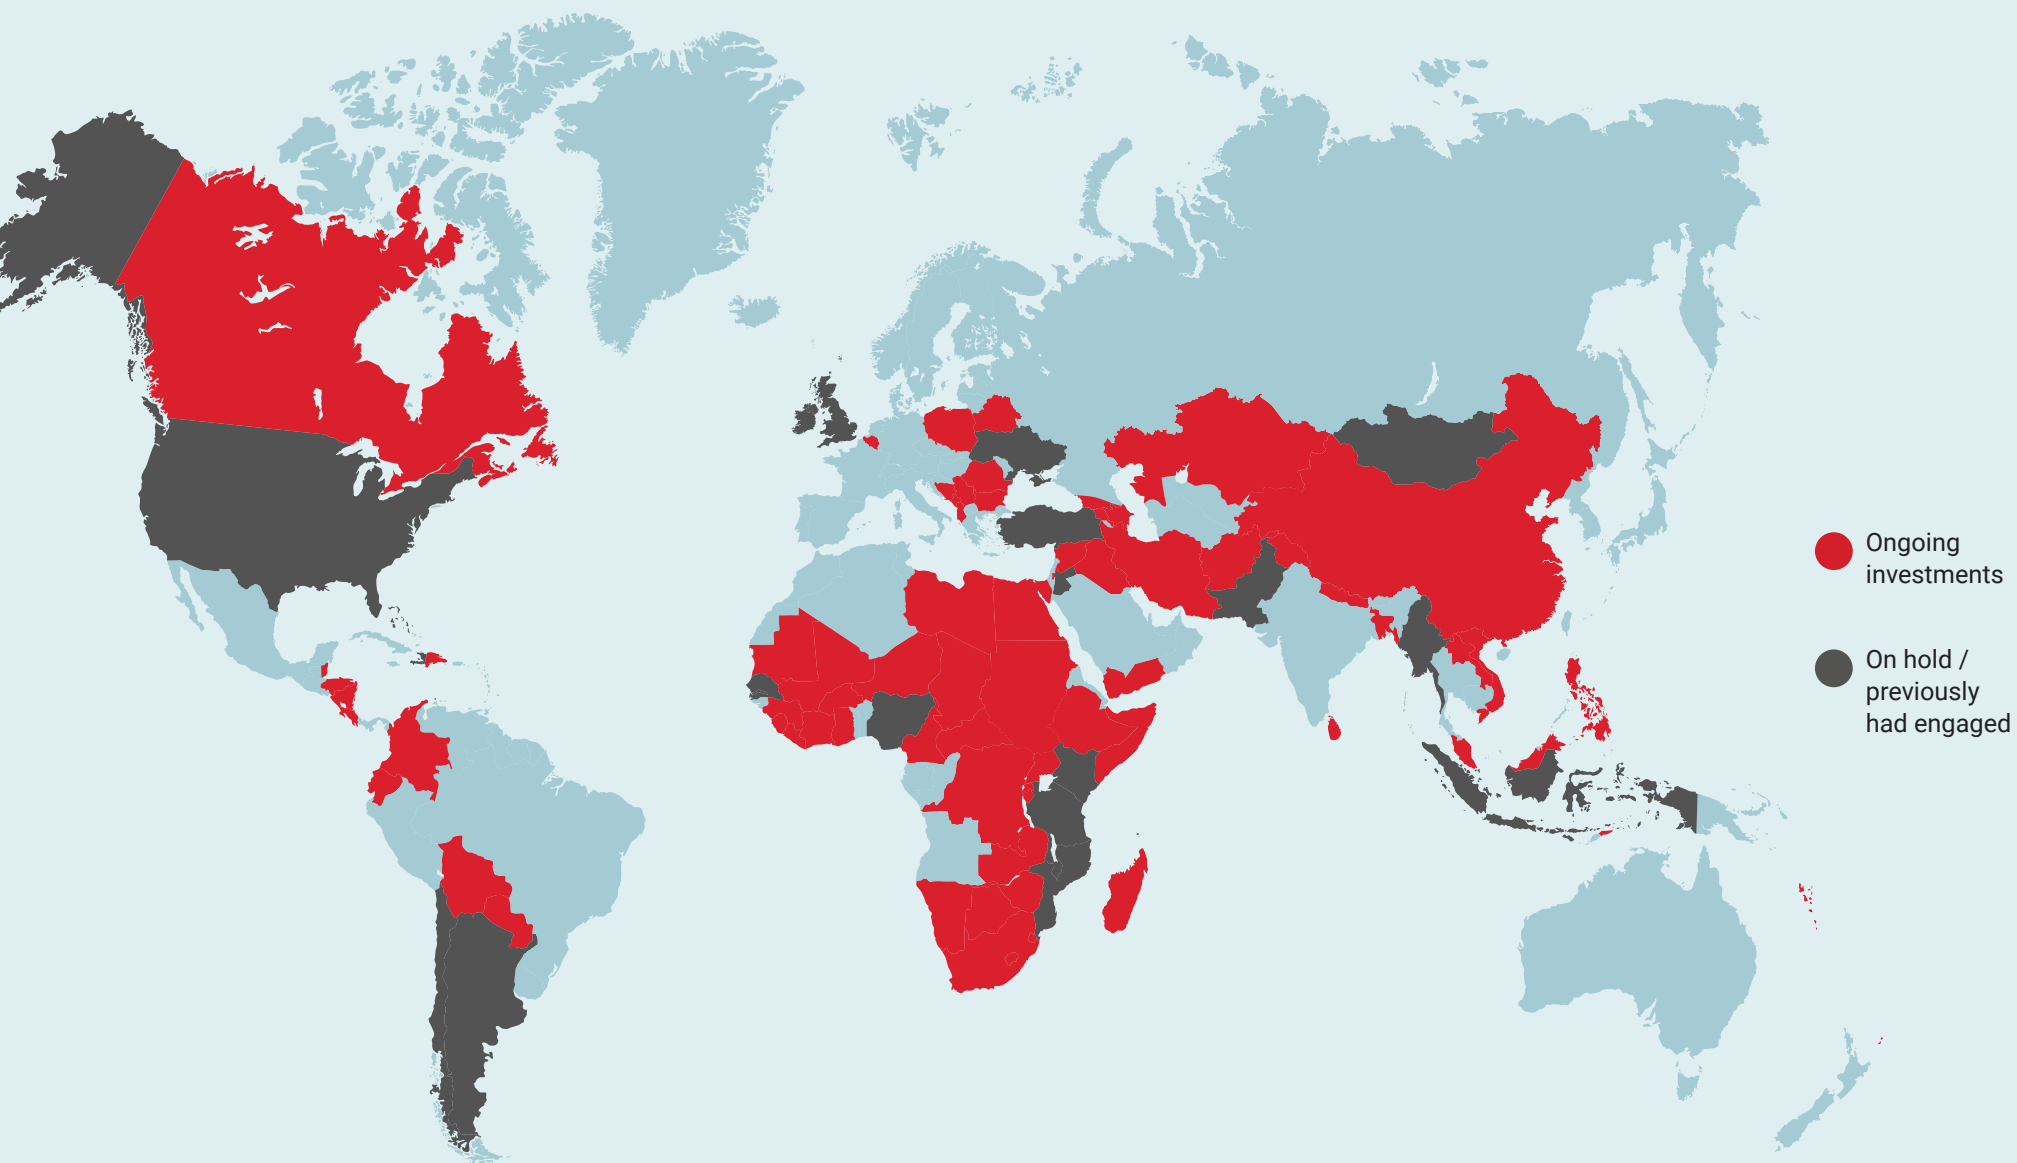 Ongoing
investments
On hold /
previously
had engaged